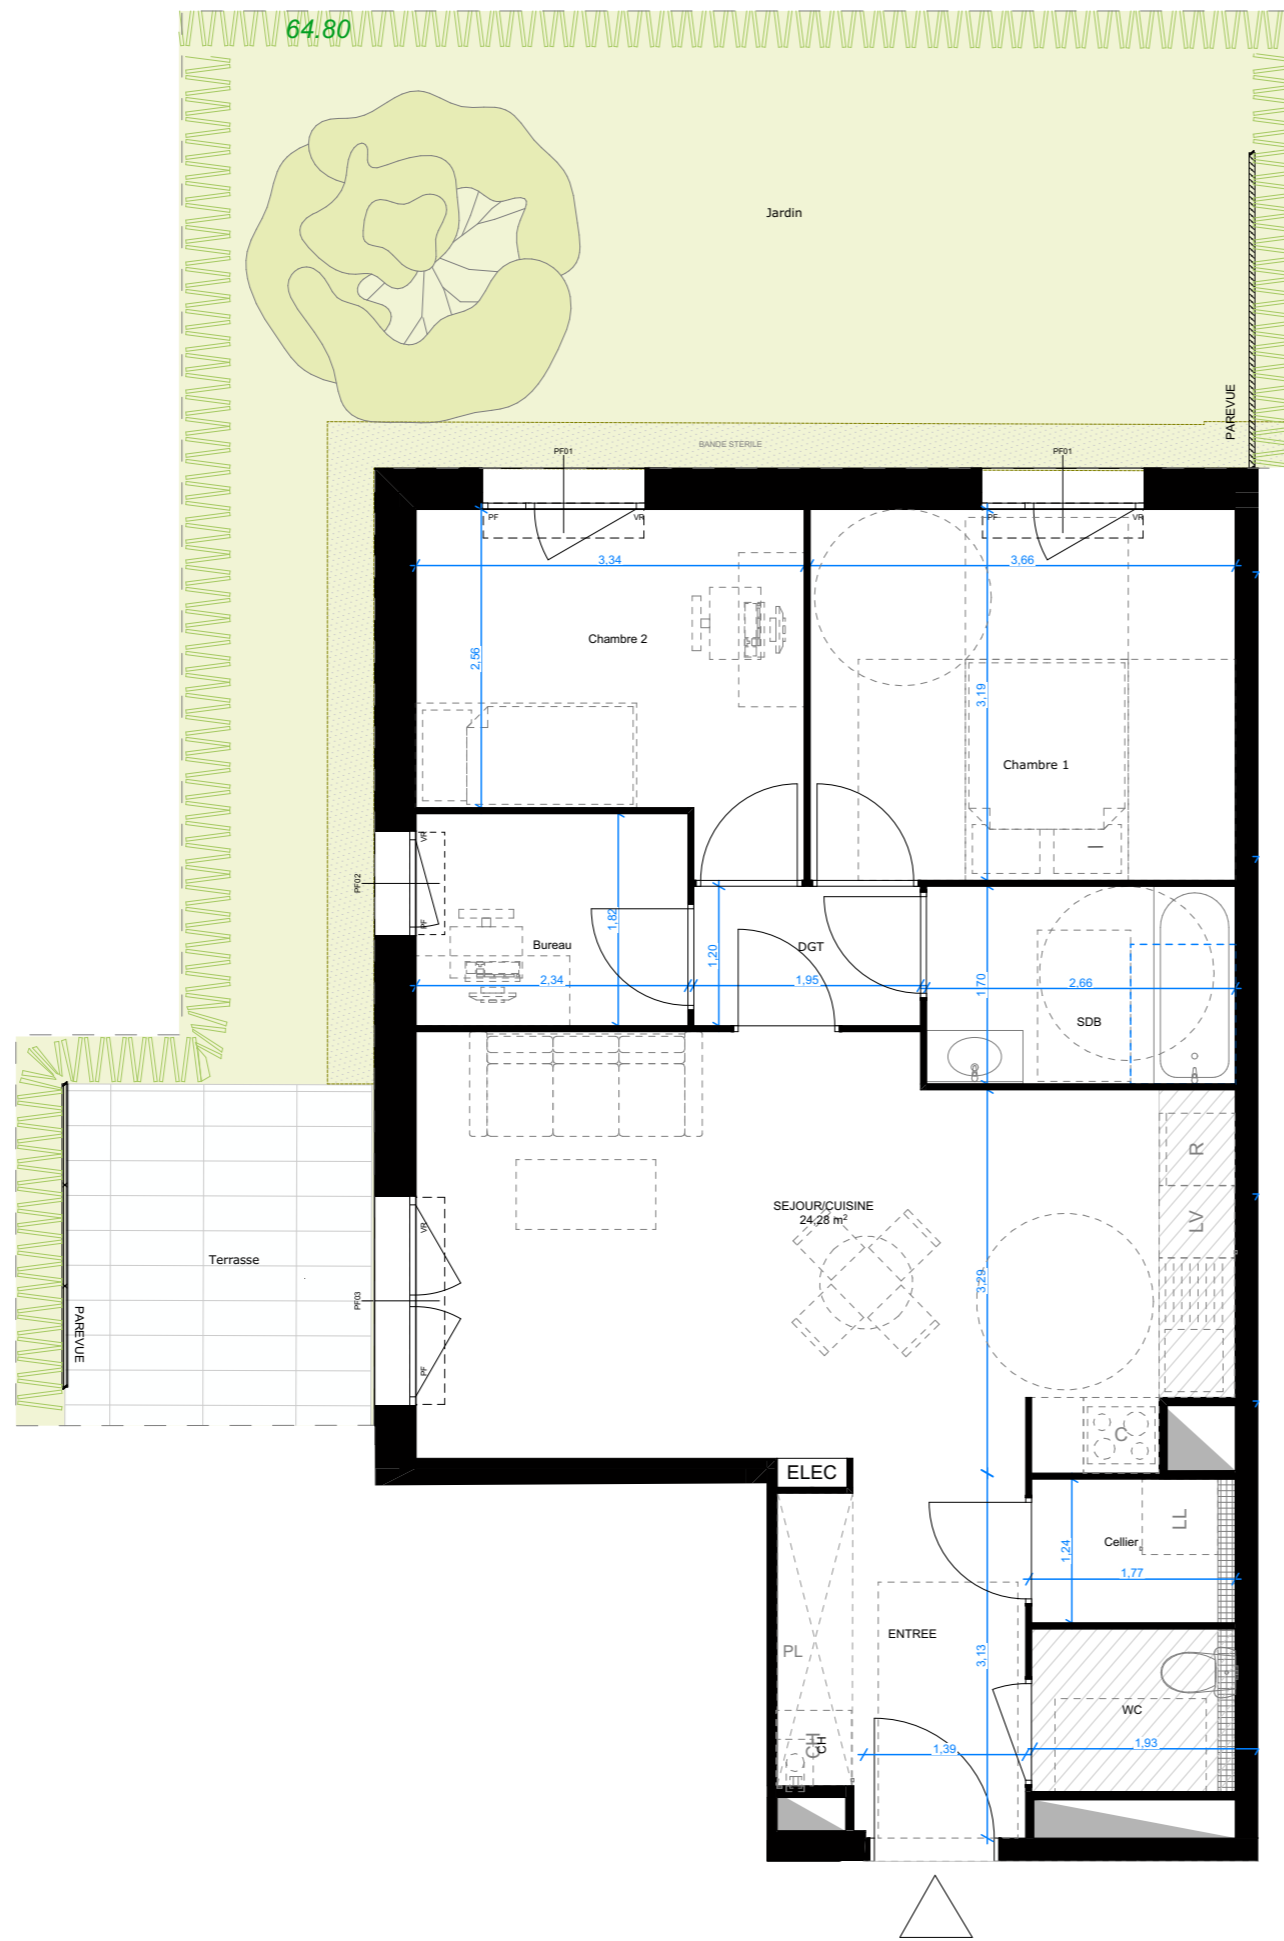 64.80
Jardin
PAREVUE
BANDE STERILE
PF01
PF01
PF
VR
PF
VR
3,34
3,66
Chambre 2
2,56
3,19
Chambre 1
VR
PF02
PF
1,82
Bureau
2,34
1,20
DGT
1,95
1,70
2,66
SDB
R
SEJOUR/CUISINE
24,28 m²
LV
VR
Terrasse
3,29
PF03
PAREVUE
PF
C
ELEC
LL
Cellier
1,24
1,77
ENTREE
PL
3,13
WC
CH
CH
1,39
1,93